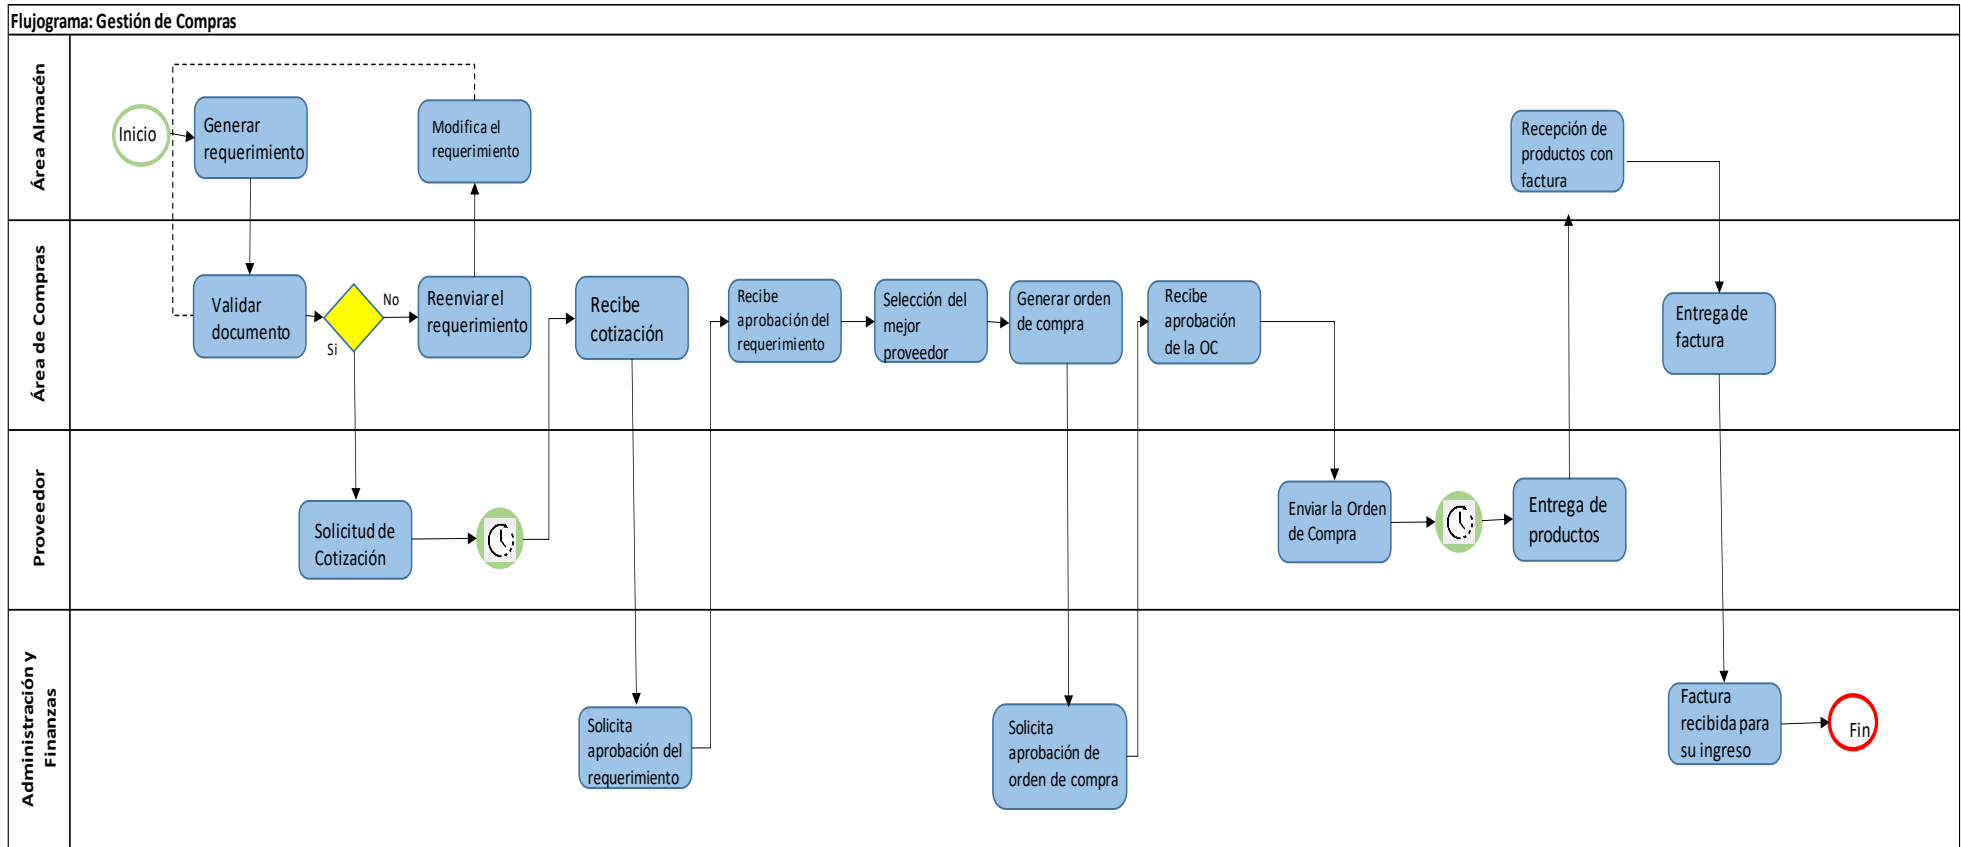 Flujograma: Gestión de Compras
Área Almacén
Inicio
Generar
requerimiento
Modifica el
requerimiento
Recepción de
productos con
factura
Área de Compras
Validar
documento
No
Si
Reenviar el
requerimiento
Recibe
cotización
Recibe
aprobación del
requerimiento
Selección del
mejor
proveedor
Generar orden
de compra
Recibe
aprobación
de la OC
Entrega de
factura
Proveedor
Solicitud de
Cotización
Enviar la Orden
de Compra
Entrega de
productos
Administración y
Finanzas
Solicita
aprobación del
requerimiento
Solicita
aprobación de
orden de compra
Factura
recibida para
su ingreso
Fin